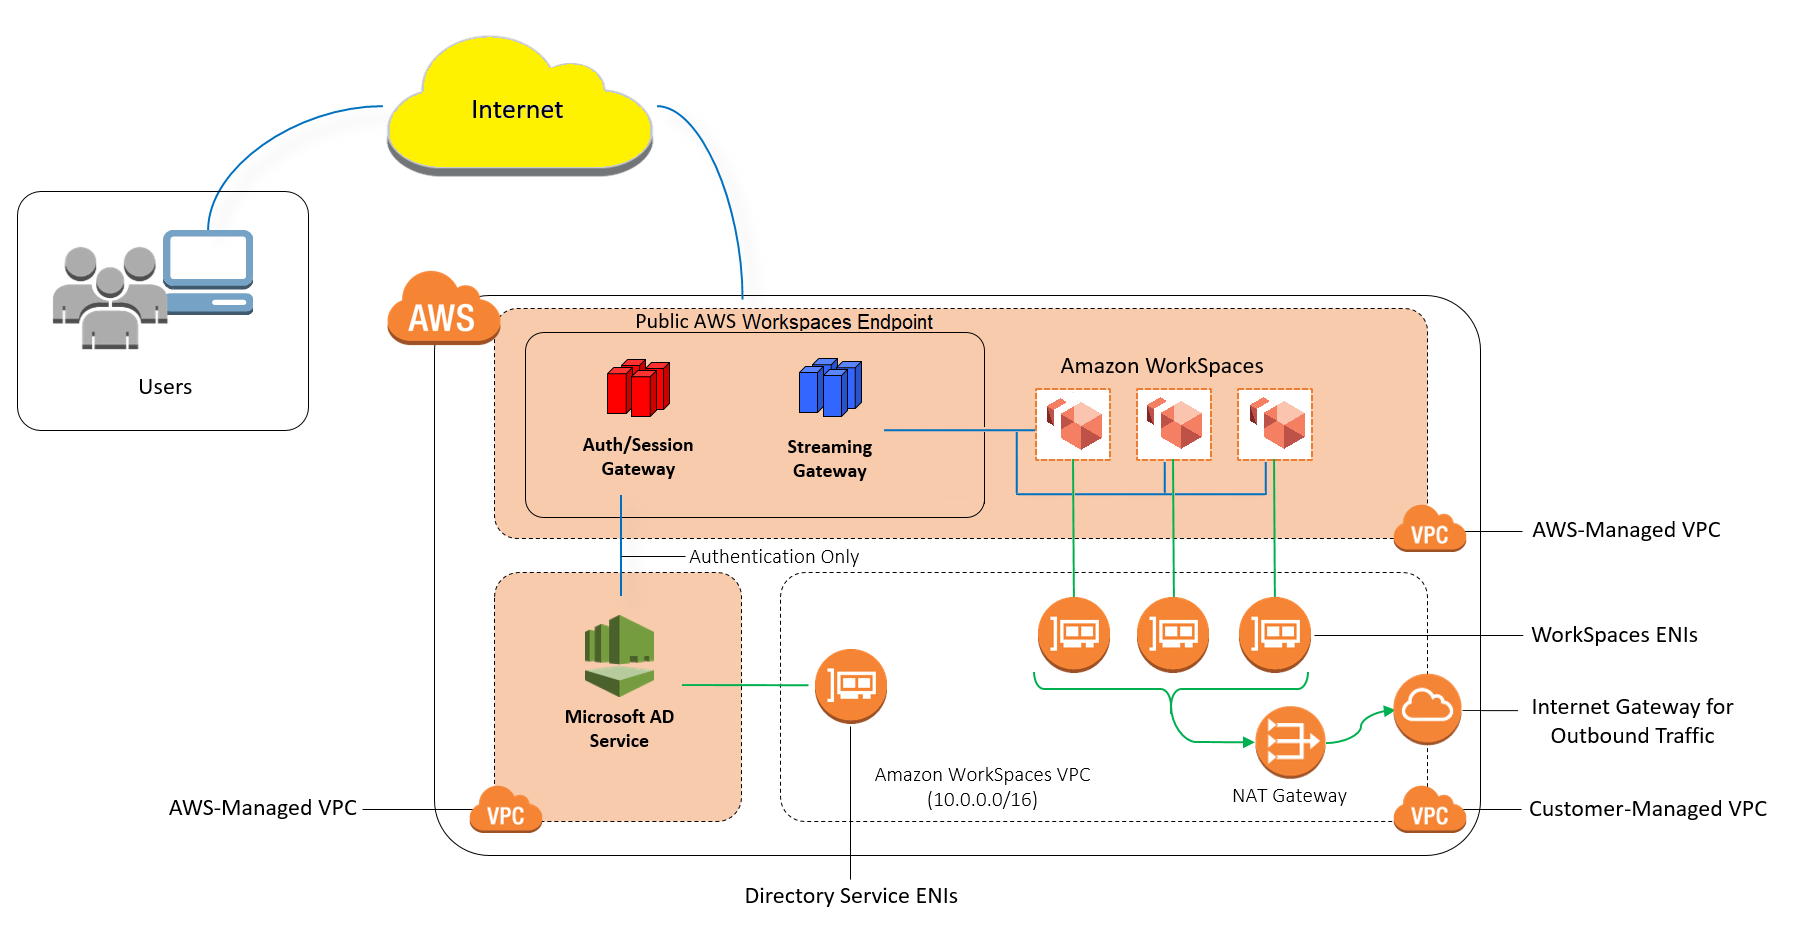 Internet
Users
AWS
Public AWS Workspaces Endpoint
Auth/Session
Gateway
Streaming
Gateway
Amazon WorkSpaces
VPC
AWS-Managed VPC
Authentication Only
Microsoft AD
Service
WorkSpaces ENIs
Internet Gateway for
Outbound Traffic
Amazon WorkSpaces VPC
(10.0.0.0/16)
NAT Gateway
AWS-Managed VPC
VPC
VPC
Customer-Managed VPC
Directory Service ENIs